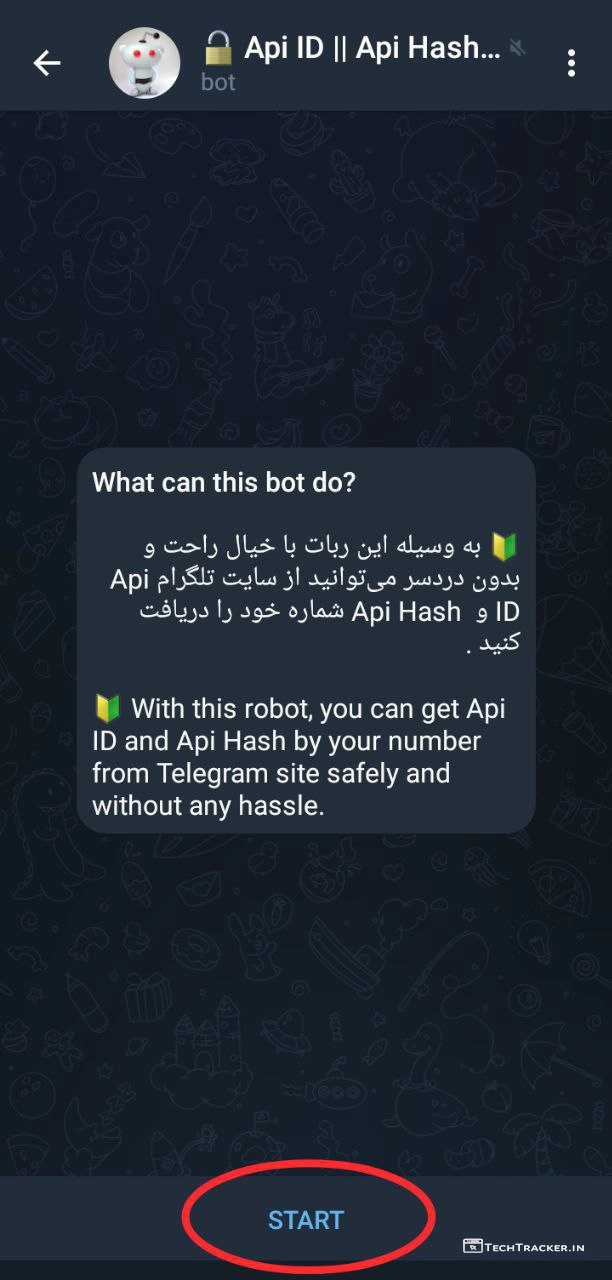 Api ID || Api Hash...
bot
What can this bot do?
🔰 به وسیله این ربات با خیال راحت و
بدون دردسر می‌توانید از سایت تلگرام Api
ID و Api Hash شماره خود را دریافت
کنید .
🔰 With this robot, you can get Api
ID and Api Hash by your number
from Telegram site safely and
without any hassle.
START
TECHTRACKER.IN